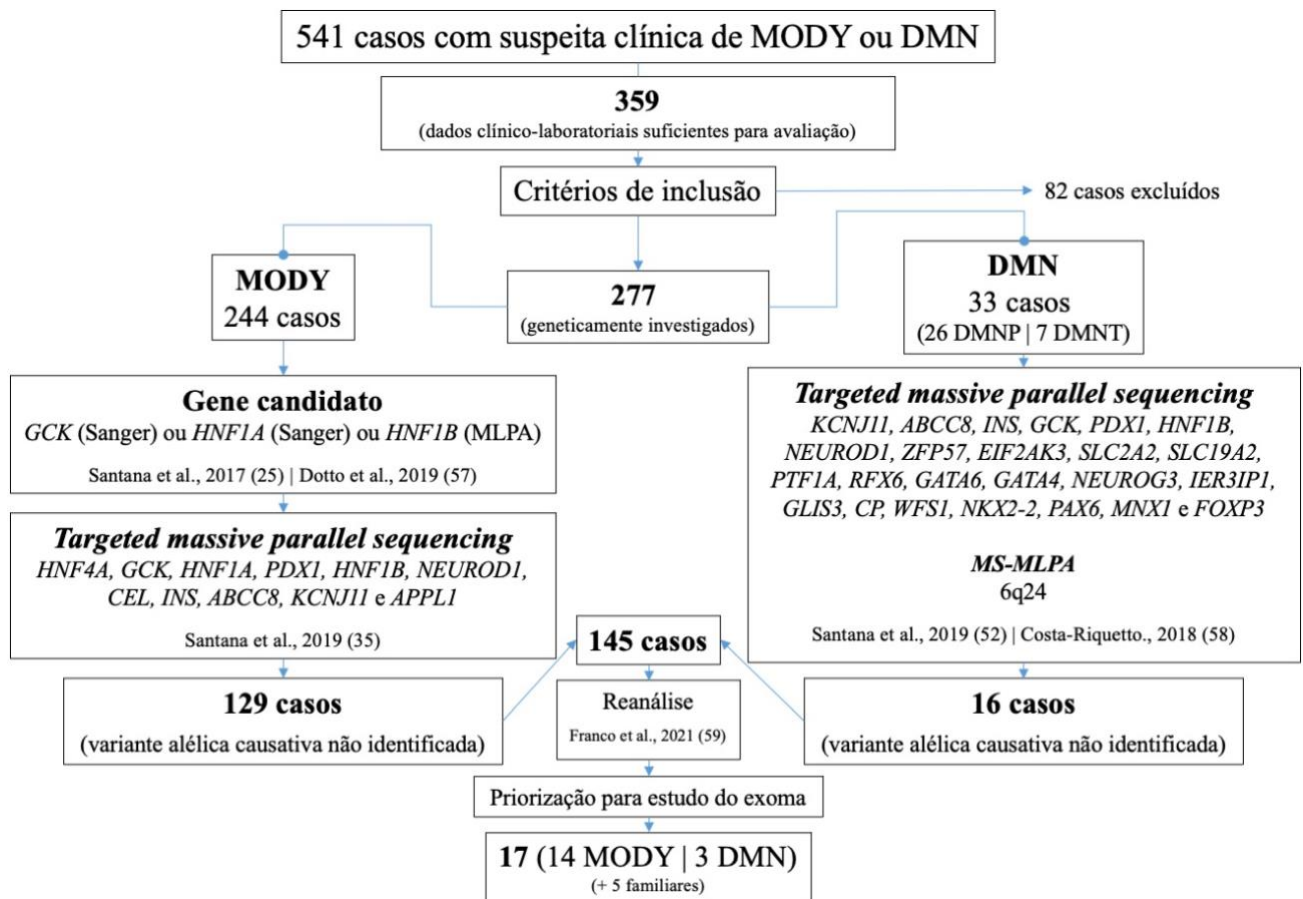 541 casos com suspeita clínica de MODY ou DMN
359
(dados clínico-laboratoriais suficientes para avaliação)
Critérios de inclusão
82 casos excluídos
MODY
244 casos
277
(geneticamente investigados)
DMN
33 casos
(26 DMNP | 7 DMNT)
Gene candidato
GCK (Sanger) ou HNF1A (Sanger) ou HNF1B (MLPA)
Santana et al., 2017 (25) | Dotto et al., 2019 (57)
Targeted massive parallel sequencing
HNF4A, GCK, HNF1A, PDX1, HNF1B, NEUROD1,
CEL, INS, ABCC8, KCNJ11 e APPL1
Santana et al., 2019 (35)
Targeted massive parallel sequencing
KCNJ11, ABCC8, INS, GCK, PDX1, HNF1B,
NEUROD1, ZFP57, EIF2AK3, SLC2A2, SLC19A2,
PTF1A, RFX6, GATA6, GATA4, NEUROG3, IER3IP1,
GLIS3, CP, WFS1, NKX2-2, PAX6, MNX1 e FOXP3
MS-MLPA
6q24
Santana et al., 2019 (52) | Costa-Riquetto., 2018 (58)
129 casos
(variante alélica causativa não identificada)
145 casos
16 casos
(variante alélica causativa não identificada)
Reanálise
Franco et al., 2021 (59)
Priorização para estudo do exoma
17 (14 MODY | 3 DMN)
(+ 5 familiares)